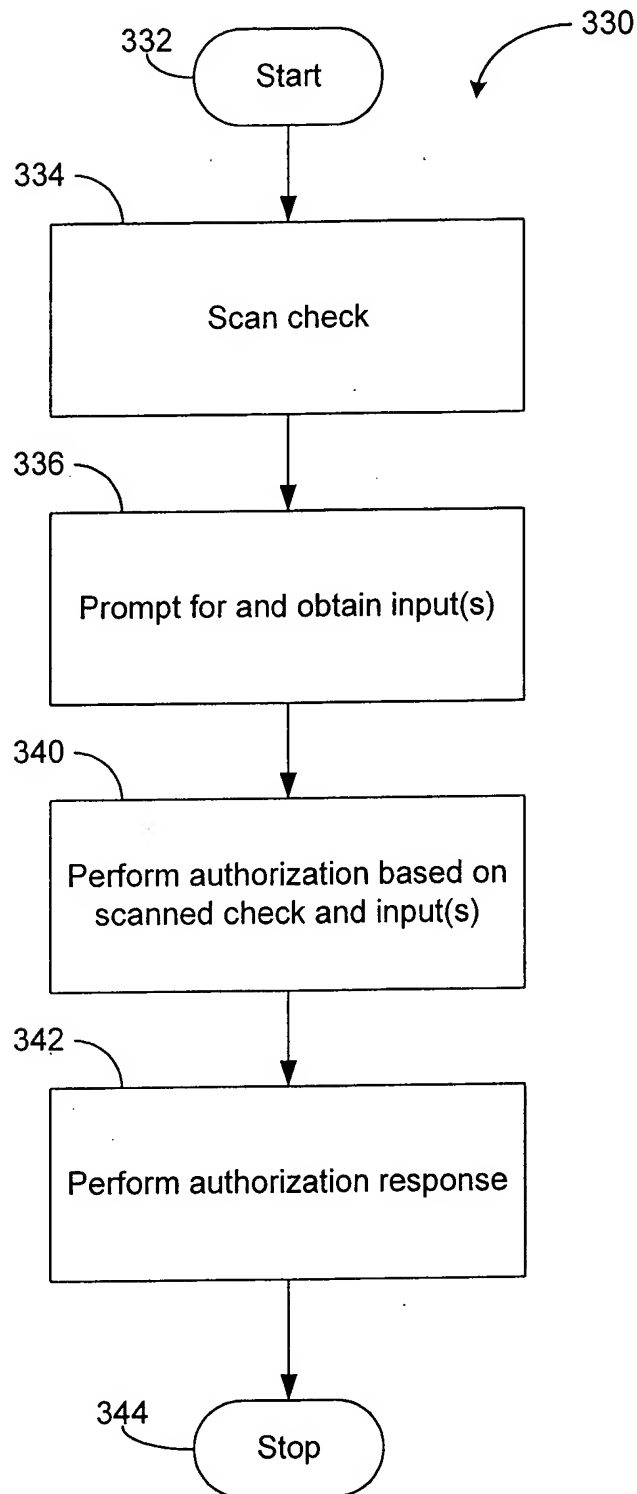 330
332
Start
334
Scan check
336
Prompt for and obtain input(s)
340
Perform authorization based on
scanned check and input(s)
342
Perform authorization response
344
Stop